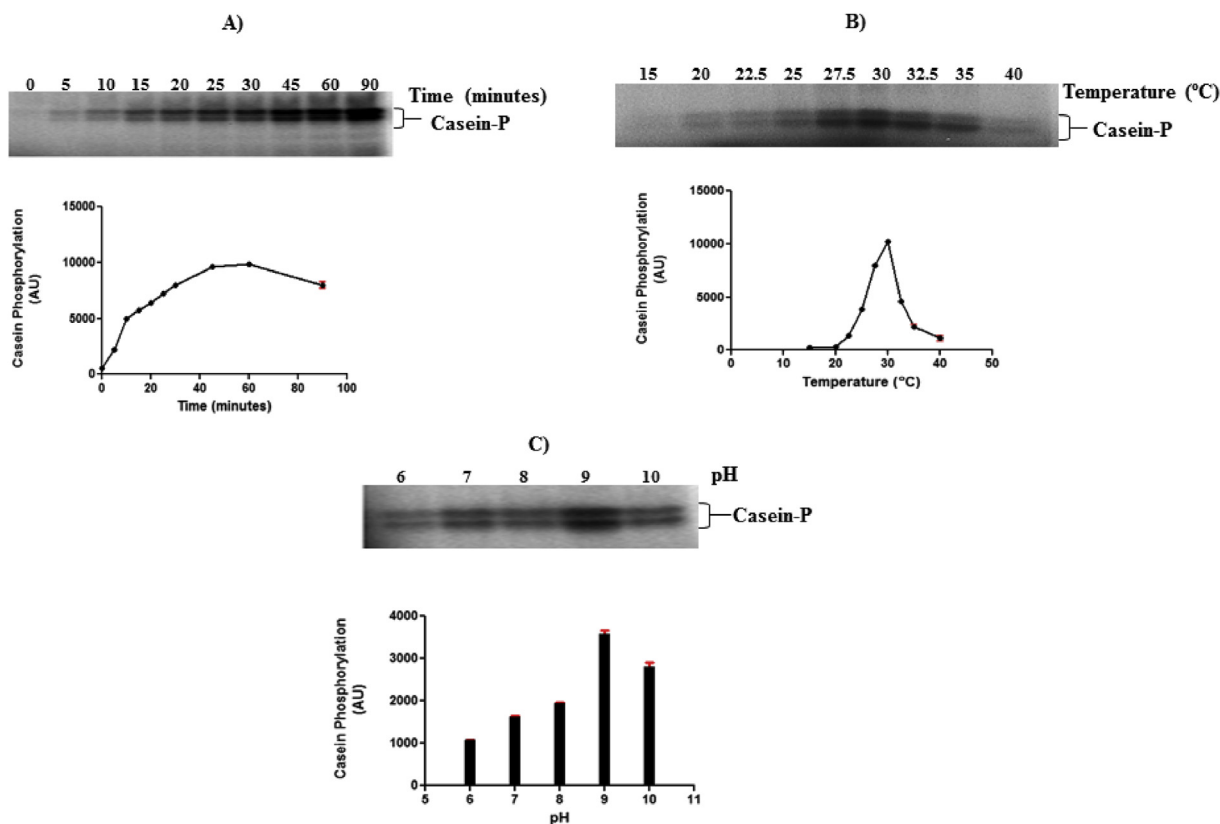 A)
0 5 10 15 20 25 30 45 60 90
Time (minutes)
Casein-P
15000
10000
5000
0
Casein Phosphorylation
(AU)
0 20 40 60 80 100
Time (minutes)
B)
15 20 22.5 25 27.5 30 32.5 35 40
Temperature (ºC)
Casein-P
15000
10000
5000
0
Casein Phosphorylation
(AU)
0 10 20 30 40 50
Temperature (°C)
C)
6 7 8 9 10 pH
Casein-P
4000
3000
2000
1000
0
Casein Phosphorylation
(AU)
5 6 7 8 9 10 11
pH